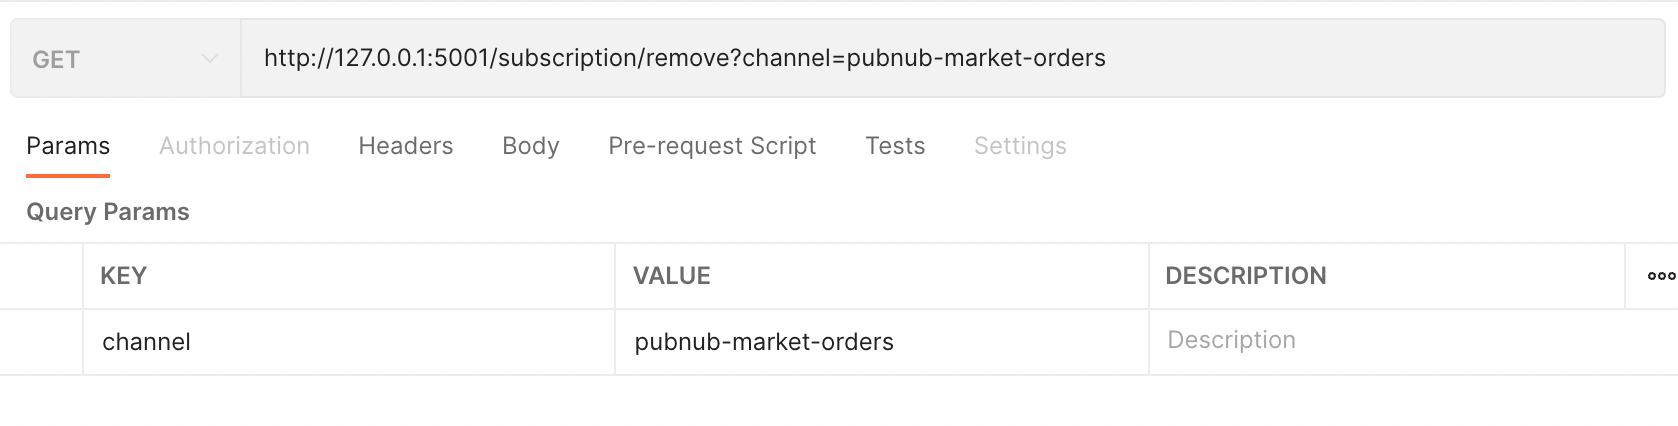 GET http://127.0.0.1:5001/subscription/remove?channel=pubnub-market-orders
Params Authorization Headers Body Pre-request Script Tests Settings
Query Params
KEY VALUE DESCRIPTION
channel pubnub-market-orders Description